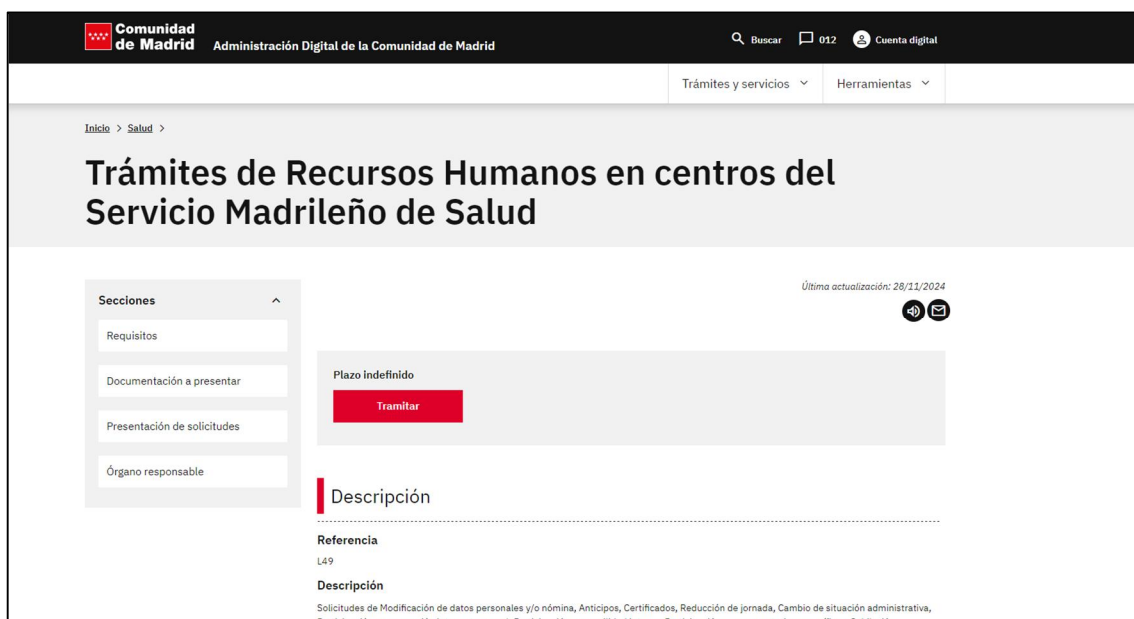 Comunidad
de Madrid
Administración Digital de la Comunidad de Madrid
Buscar
012
Cuenta digital
Trámites y servicios
Herramientas
Inicio > Salud >
Trámites de Recursos Humanos en centros del
Servicio Madrileño de Salud
Secciones
Requisitos
Documentación a presentar
Presentación de solicitudes
Órgano responsable
Última actualización: 28/11/2024
Plazo indefinido
Tramitar
Descripción
Referencia
L49
Descripción
Solicitudes de Modificación de datos personales y/o nómina, Anticipos, Certificados, Reducción de jornada, Cambio de situación administrativa,